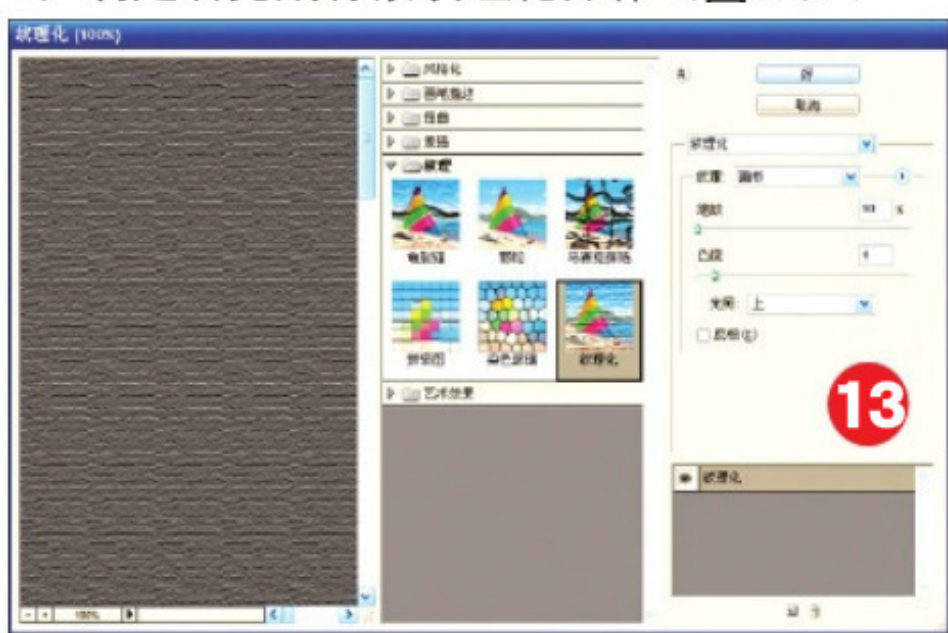 纹理化 (100%)
风格化
画笔描边
扭曲
素描
纹理
龟裂缝
颗粒
马赛克拼贴
拼缀图
染色玻璃
纹理化
艺术效果
100%
好
取消
纹理化
纹理:
画布
缩放
%
凸现
4
光照:
上
反相(I)
13
纹理化